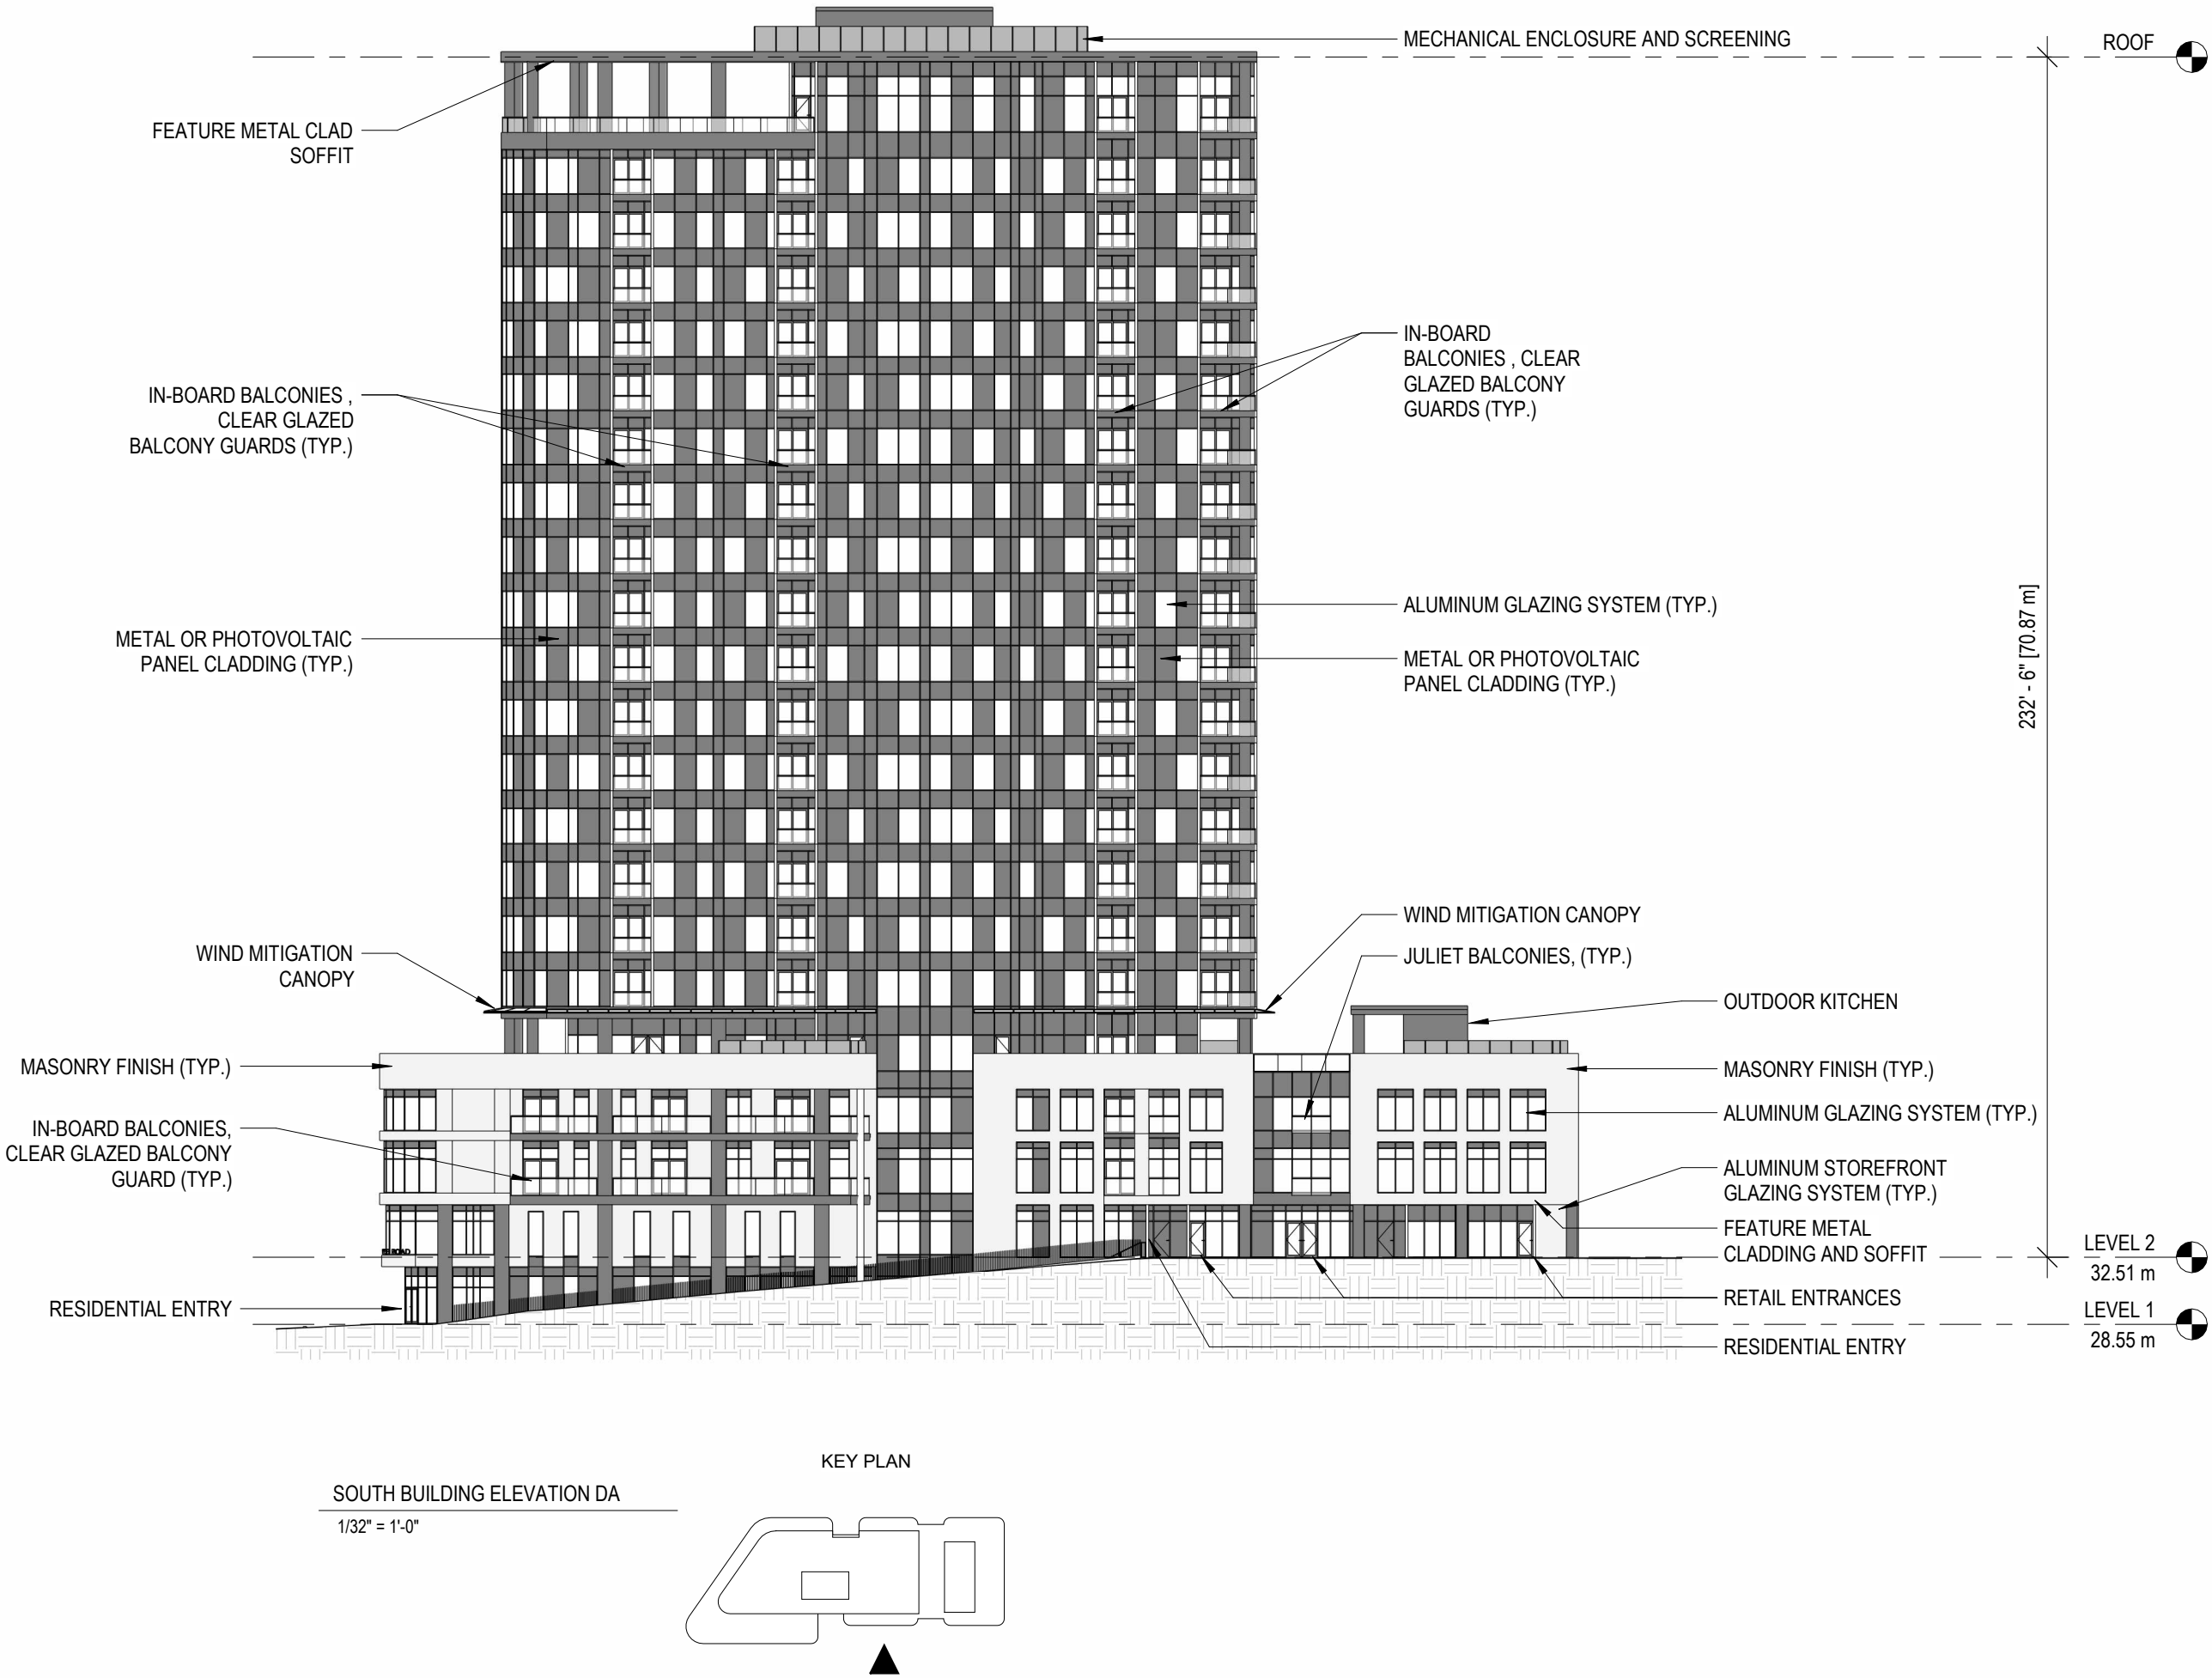 MECHANICAL ENCLOSURE AND SCREENING
ROOF
FEATURE METAL CLAD
SOFFIT
IN-BOARD
BALCONIES , CLEAR
GLAZED BALCONY
GUARDS (TYP.)
IN-BOARD BALCONIES ,
CLEAR GLAZED
BALCONY GUARDS (TYP.)
ALUMINUM GLAZING SYSTEM (TYP.)
METAL OR PHOTOVOLTAIC
PANEL CLADDING (TYP.)
METAL OR PHOTOVOLTAIC
PANEL CLADDING (TYP.)
232' - 6" [70.87 m]
WIND MITIGATION CANOPY
WIND MITIGATION
CANOPY
JULIET BALCONIES, (TYP.)
OUTDOOR KITCHEN
MASONRY FINISH (TYP.)
MASONRY FINISH (TYP.)
ALUMINUM GLAZING SYSTEM (TYP.)
IN-BOARD BALCONIES,
CLEAR GLAZED BALCONY
GUARD (TYP.)
ALUMINUM STOREFRONT
GLAZING SYSTEM (TYP.)
FEATURE METAL
CLADDING AND SOFFIT
LEVEL 2
32.51 m
ROAD
RETAIL ENTRANCES
RESIDENTIAL ENTRY
LEVEL 1
28.55 m
RESIDENTIAL ENTRY
KEY PLAN
SOUTH BUILDING ELEVATION DA
1/32" = 1'-0"